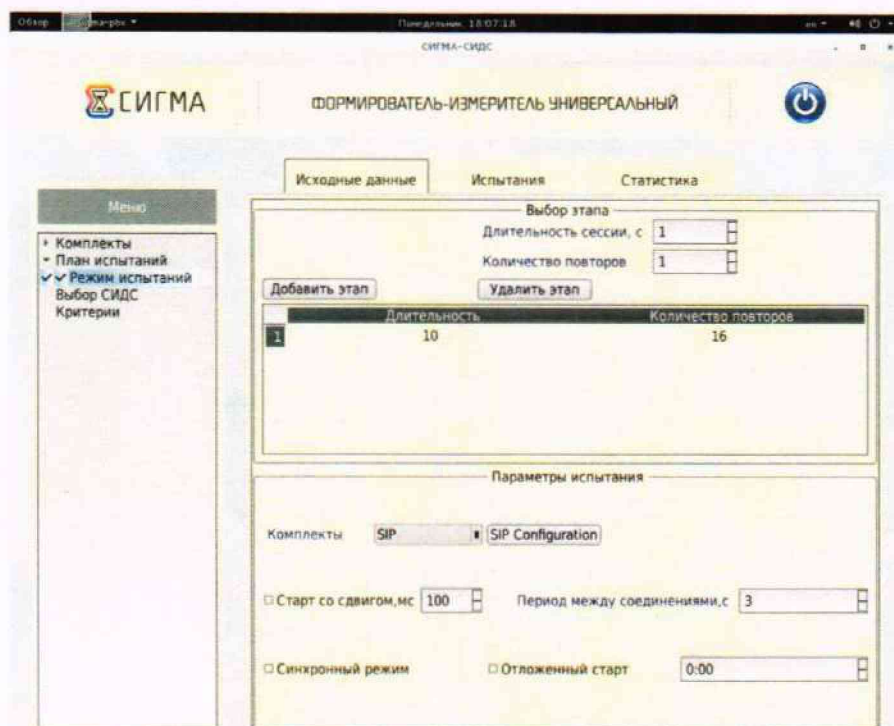 Обзор
Понедельник, 18:07:18
en
СИГМА-СИДС
СИГМА
ФОРМИРОВАТЕЛЬ-ИЗМЕРИТЕЛЬ УНИВЕРСАЛЬНЫЙ
Исходные данные Испытания Статистика
Меню
Комплекты
План испытаний
Режим испытаний
Выбор СИДС
Критерии
Выбор этапа
Длительность сессии, с 1
Количество повторов 1
Добавить этап Удалить этап
Длительность Количество повторов
1 10 16
Параметры испытания
Комплекты SIP SIP Configuration
Старт со сдвигом,мс 100 Период между соединениями,с 3
Синхронный режим Отложенный старт 0:00